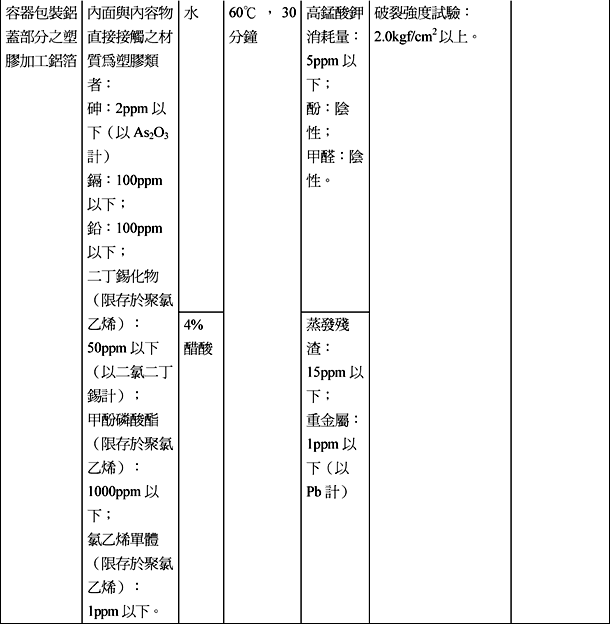 容器包裝鋁
蓋部分之塑
膠加工鋁箔
內面與內容物
直接接觸之材
質為塑膠類
者：
砷：2ppm 以
下（以 As₂O₃
計）
鎘：100ppm
以下；
鉛：100ppm
以下；
二丁錫化物
（限存於聚氯
乙烯）：
50ppm 以下
（以二氯二丁
錫計）；
甲酚磷酸酯
（限存於聚氯
乙烯）：
1000ppm 以
下；
氯乙烯單體
（限存於聚氯
乙烯）：
1ppm 以下。
水
60℃，30
分鐘
高錳酸鉀
消耗量：
5ppm 以
下；
酚：陰
性；
甲醛：陰
性。
破裂強度試驗：
2.0kgf/cm²以上。
4%
醋酸
蒸發殘
渣：
15ppm 以
下；
重金屬：
1ppm 以
下（以
Pb 計）